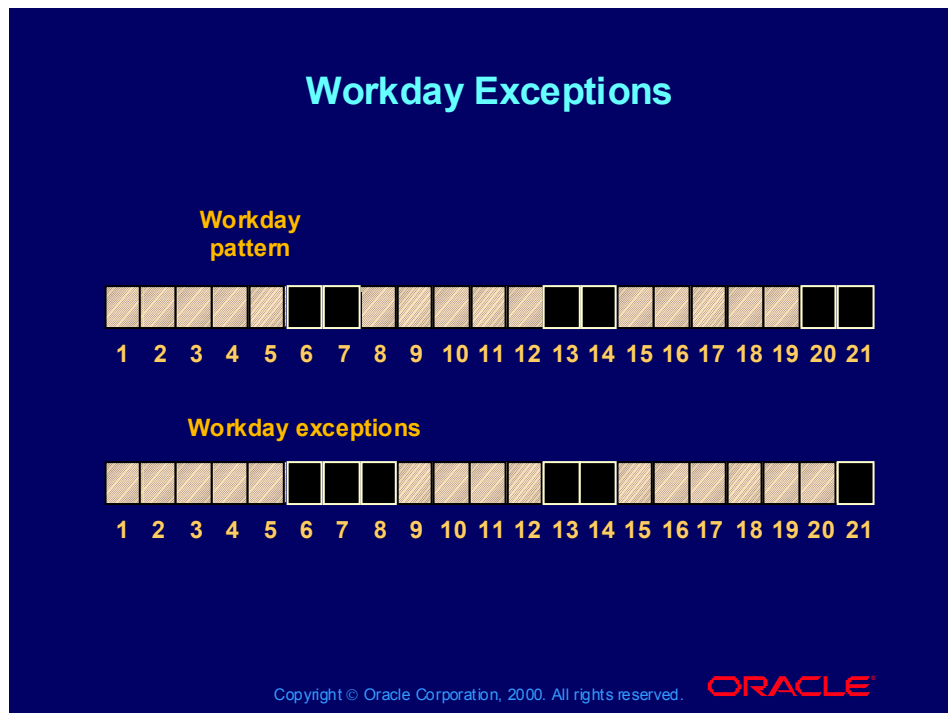 Workday Exceptions
Workday
pattern
1 2 3 4 5 6 7 8 9 10 11 12 13 14 15 16 17 18 19 20 21
Workday exceptions
1 2 3 4 5 6 7 8 9 10 11 12 13 14 15 16 17 18 19 20 21
Copyright © Oracle Corporation, 2000. All rights reserved. ORACLE®